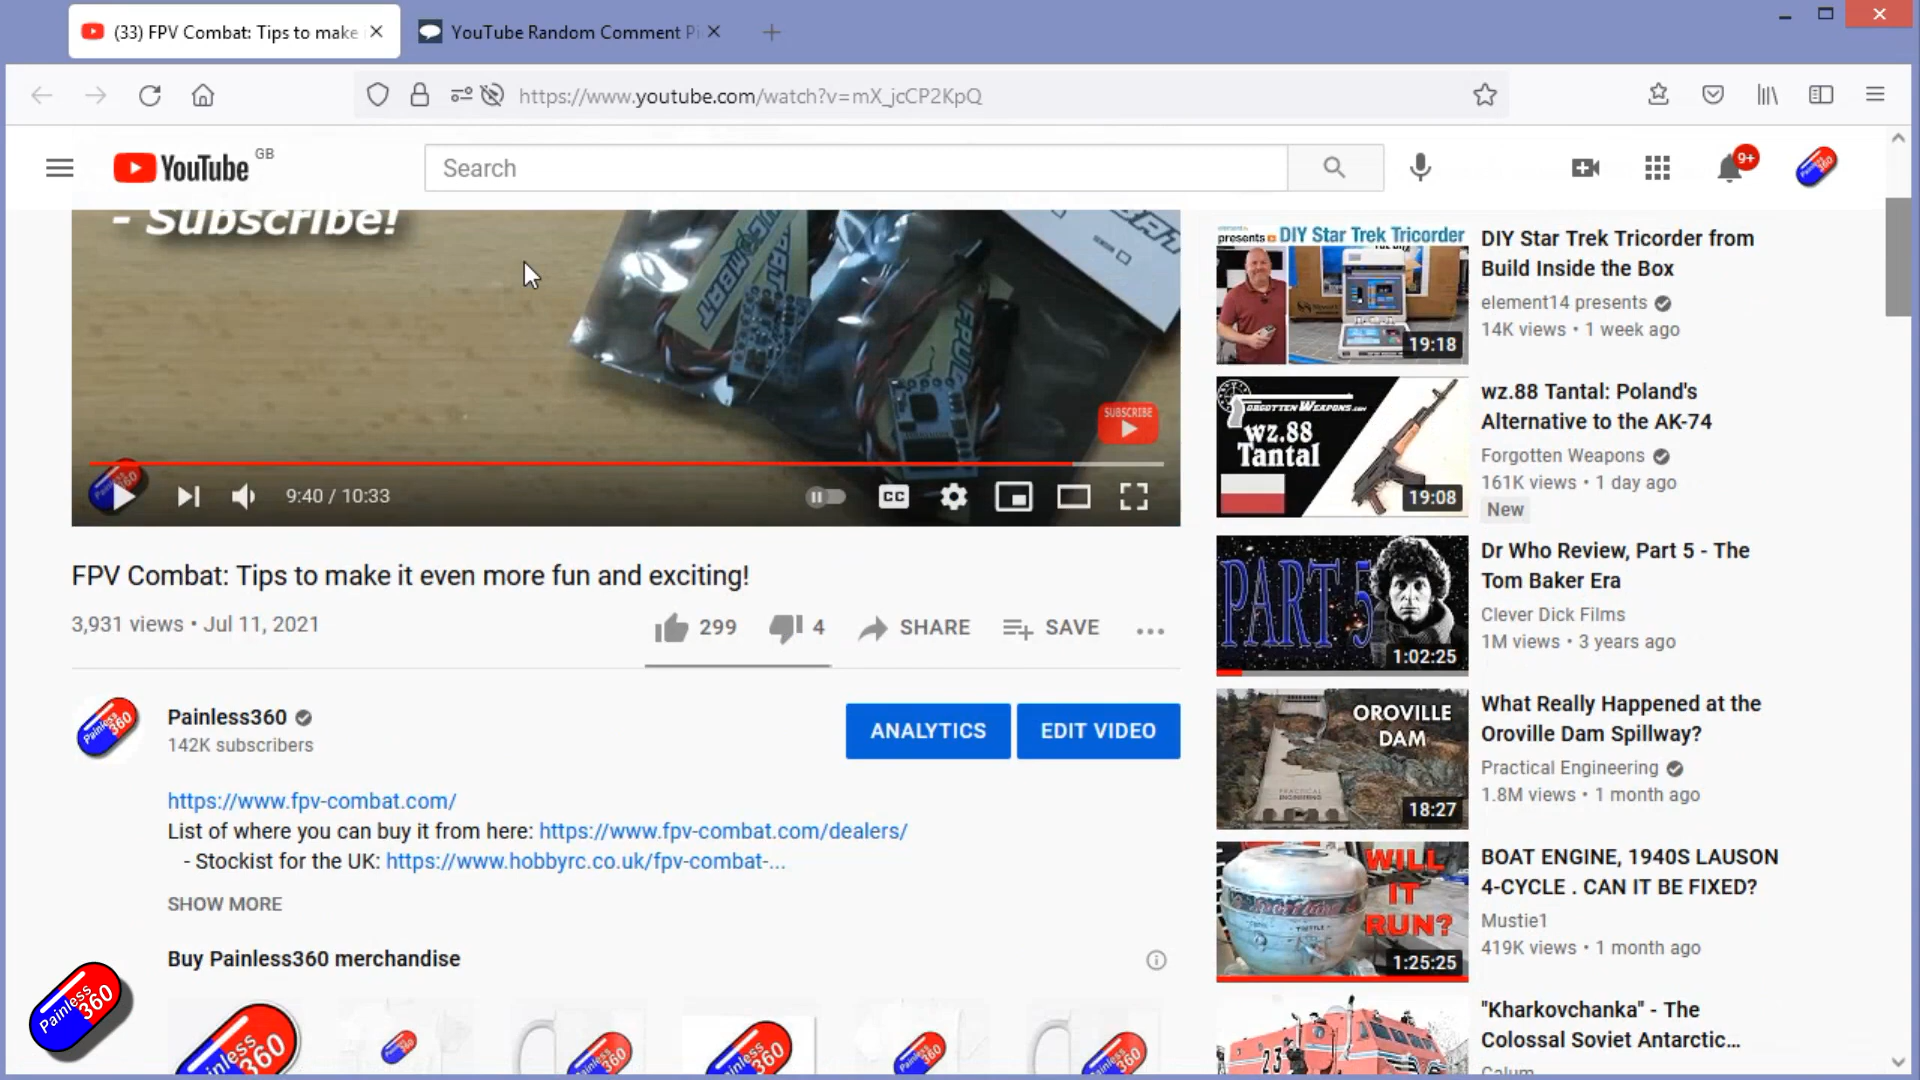 (33) FPV Combat: Tips to make
YouTube Random Comment Pi
https://www.youtube.com/watch?v=mX_jcCP2KpQ
YouTube
GB
Search
9+
- Subscribe!
SUBSCRIBE
9:40 / 10:33
CC
FPV Combat: Tips to make it even more fun and exciting!
3,931 views • Jul 11, 2021
299
4
SHARE
SAVE
Painless360
142K subscribers
ANALYTICS
EDIT VIDEO
https://www.fpv-combat.com/
List of where you can buy it from here: https://www.fpv-combat.com/dealers/
- Stockist for the UK: https://www.hobbyrc.co.uk/fpv-combat-...
SHOW MORE
Buy Painless360 merchandise
Painless 360
presents DIY Star Trek Tricorder
19:18
DIY Star Trek Tricorder from
Build Inside the Box
element14 presents
14K views • 1 week ago
FORGOTTEN WEAPONS.COM
wz.88
Tantal
19:08
wz.88 Tantal: Poland's
Alternative to the AK-74
Forgotten Weapons
161K views • 1 day ago
New
PART 5
1:02:25
Dr Who Review, Part 5 - The
Tom Baker Era
Clever Dick Films
1M views • 3 years ago
OROVILLE
DAM
PRACTICAL
ENGINEERING
18:27
What Really Happened at the
Oroville Dam Spillway?
Practical Engineering
1.8M views • 1 month ago
WILL
IT
RUN?
1:25:25
BOAT ENGINE, 1940S LAUSON
4-CYCLE . CAN IT BE FIXED?
Mustie1
419K views • 1 month ago
23
"Kharkovchanka" - The
Colossal Soviet Antarctic...
Calum